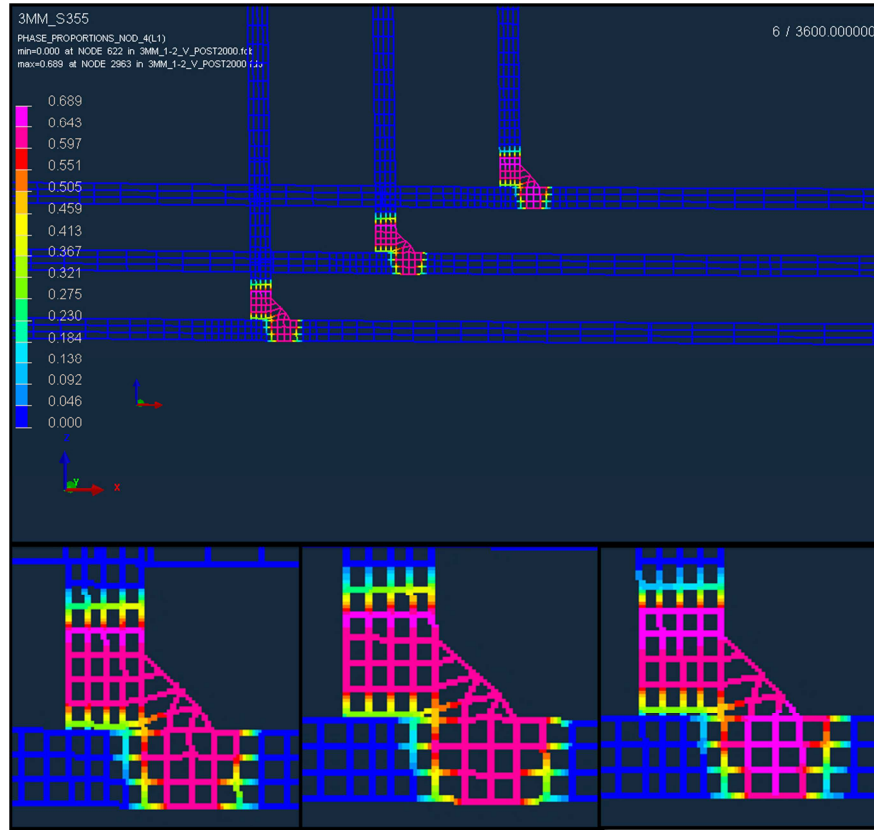 3MM_S355
PHASE_PROPORTIONS_NOD_4(L1)
min=0.000 at NODE 622 in 3MM_1-2_V_POST2000.fdb
max=0.689 at NODE 2963 in 3MM_1-2_V_POST2000.fdb
6 / 3600.000000
0.689
0.643
0.597
0.551
0.505
0.459
0.413
0.367
0.321
0.275
0.230
0.184
0.138
0.092
0.046
0.000
z
y
x